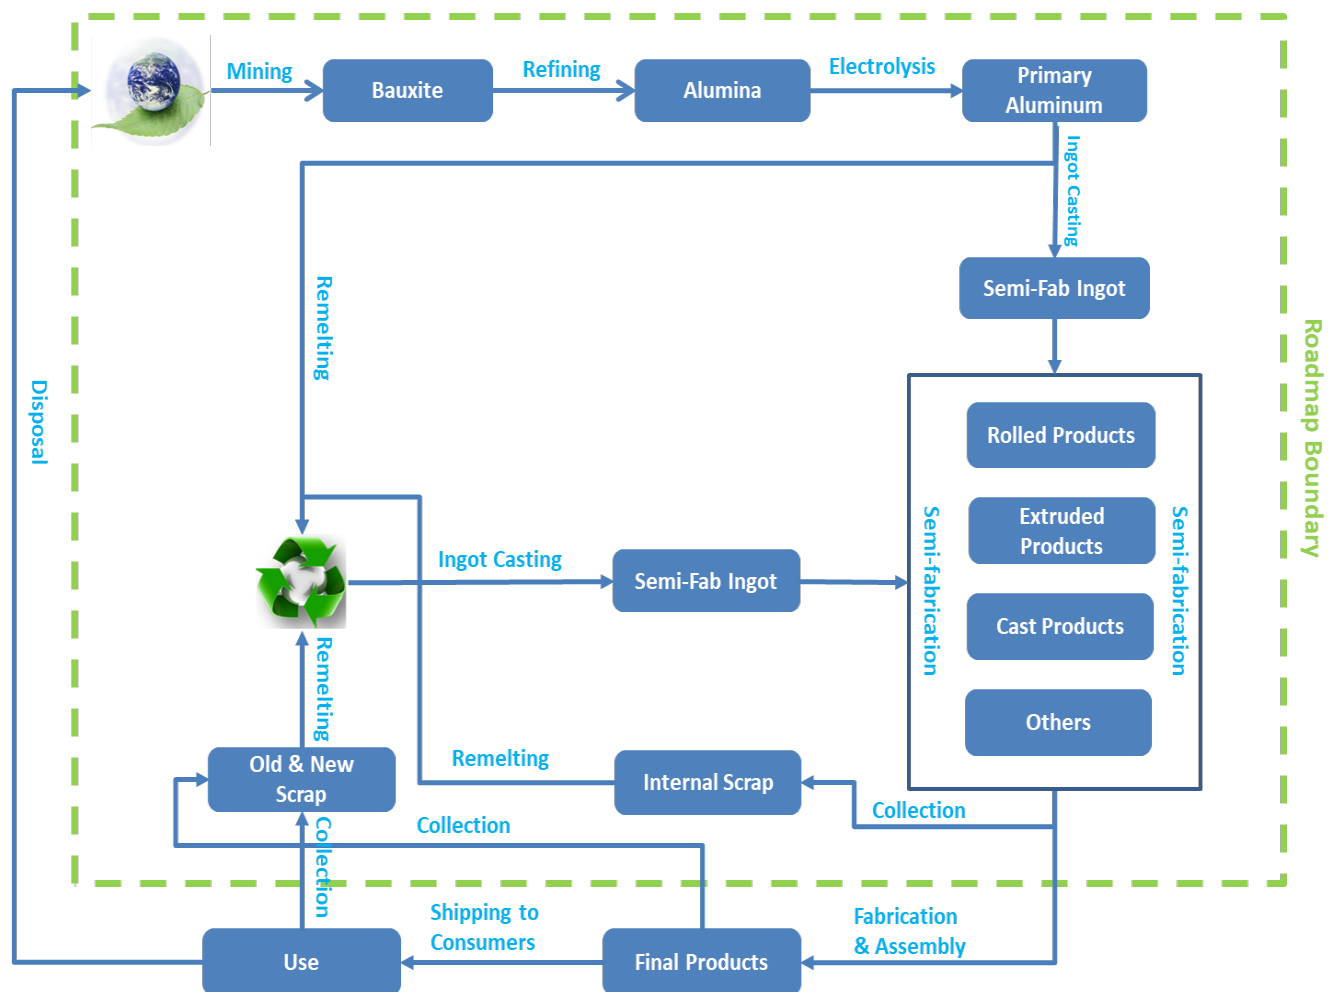 Mining
Bauxite
Refining
Alumina
Electrolysis
Primary
Aluminum
Ingot Casting
Semi-Fab Ingot
Remelting
Disposal
Roadmap Boundary
Rolled Products
Extruded
Products
Cast Products
Others
Semi-fabrication
Semi-fabrication
Ingot Casting
Semi-Fab Ingot
Remelting
Old & New
Scrap
Remelting
Internal Scrap
Collection
Collection
Collection
Use
Shipping to
Consumers
Final Products
Fabrication
& Assembly